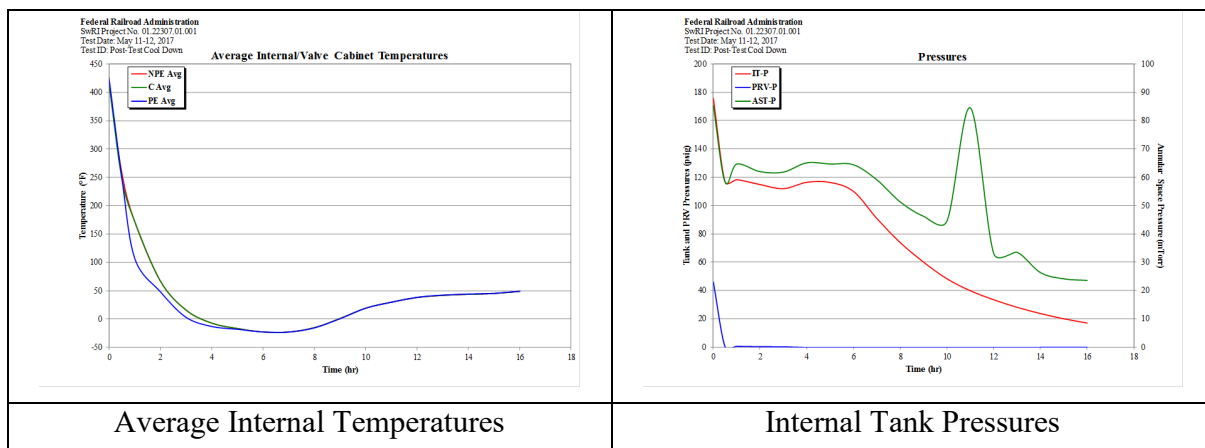 Federal Railroad Administration
SwRI Project No. 01.22307.01.001
Test Date: May 11-12, 2017
Test ID: Post-Test Cool Down
Average Internal/Valve Cabinet Temperatures
NPE Avg
C Avg
PE Avg
450
400
350
300
250
200
150
100
50
0
-50
Temperature (°F)
0 2 4 6 8 10 12 14 16 18
Time (hr)
Average Internal Temperatures
Federal Railroad Administration
SwRI Project No. 01.22307.01.001
Test Date: May 11-12, 2017
Test ID: Post-Test Cool Down
Pressures
IT-P
PRV-P
AST-P
200
180
160
140
120
100
80
60
40
20
0
Tank and PRV Pressures (psig)
100
90
80
70
60
50
40
30
20
10
0
Annular Space Pressure (mTorr)
0 2 4 6 8 10 12 14 16 18
Time (hr)
Internal Tank Pressures